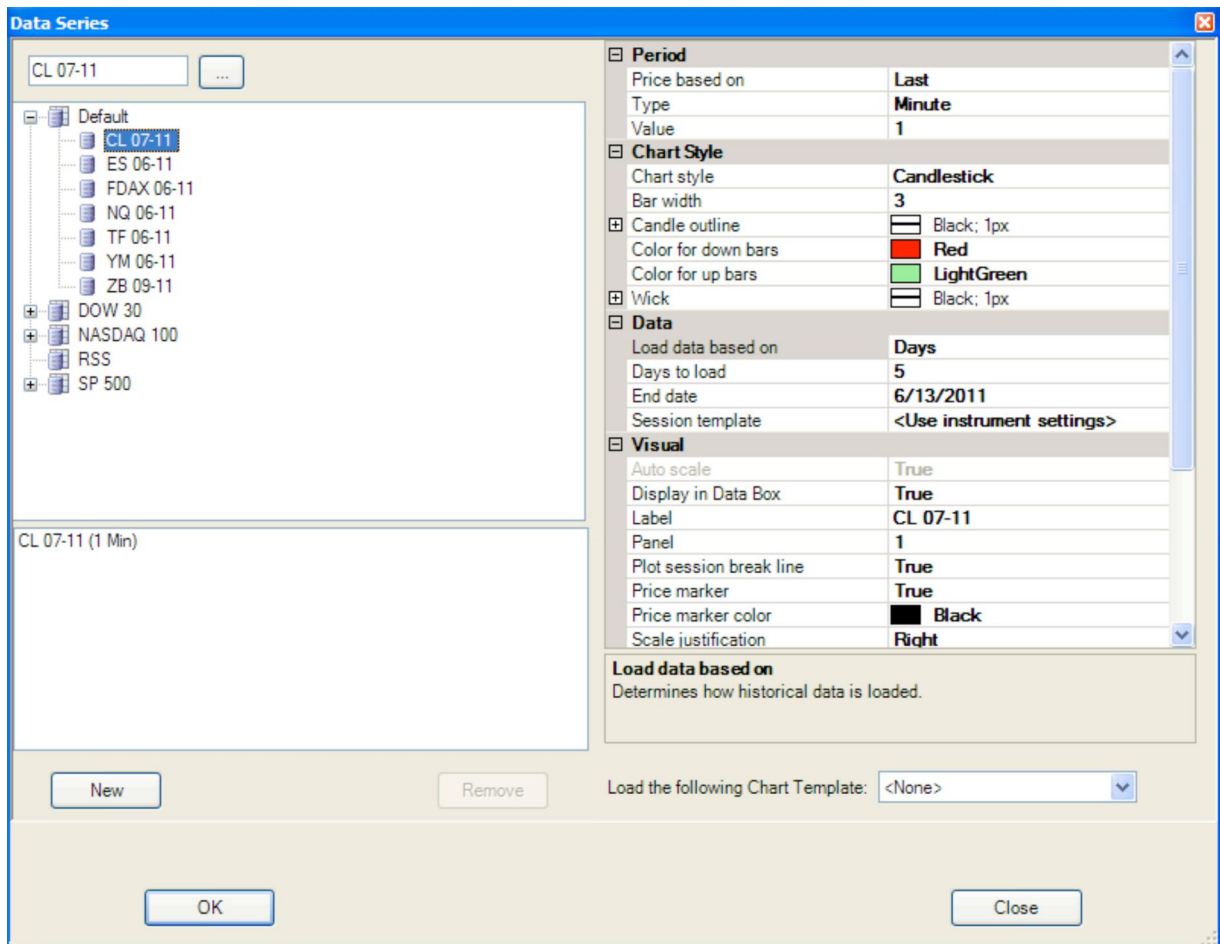 Data Series
CL 07-11
...
Default
CL 07-11
ES 06-11
FDAX 06-11
NQ 06-11
TF 06-11
YM 06-11
ZB 09-11
DOW 30
NASDAQ 100
RSS
SP 500
CL 07-11 (1 Min)
New
Remove
Period
Price based on Last
Type Minute
Value 1
Chart Style
Chart style Candlestick
Bar width 3
Candle outline Black; 1px
Color for down bars Red
Color for up bars LightGreen
Wick Black; 1px
Data
Load data based on Days
Days to load 5
End date 6/13/2011
Session template <Use instrument settings>
Visual
Auto scale True
Display in Data Box True
Label CL 07-11
Panel 1
Plot session break line True
Price marker True
Price marker color Black
Scale justification Right
Load data based on
Determines how historical data is loaded.
Load the following Chart Template: <None>
OK
Close